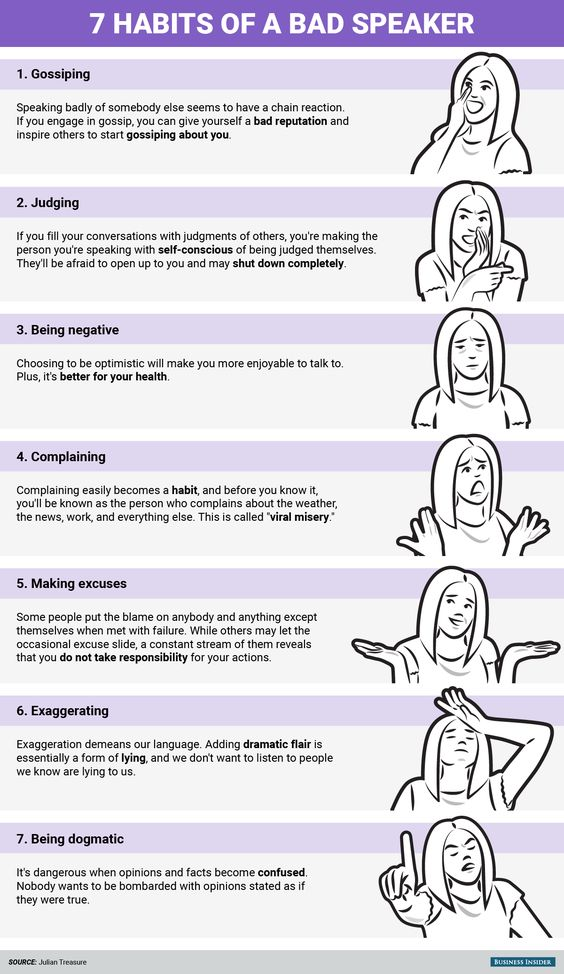 7 HABITS OF A BAD SPEAKER
1. Gossiping
Speaking badly of somebody else seems to have a chain reaction.
If you engage in gossip, you can give yourself a bad reputation and
inspire others to start gossiping about you.
2. Judging
If you fill your conversations with judgments of others, you're making the
person you're speaking with self-conscious of being judged themselves.
They'll be afraid to open up to you and may shut down completely.
3. Being negative
Choosing to be optimistic will make you more enjoyable to talk to.
Plus, it's better for your health.
4. Complaining
Complaining easily becomes a habit, and before you know it,
you'll be known as the person who complains about the weather,
the news, work, and everything else. This is called "viral misery."
5. Making excuses
Some people put the blame on anybody and anything except
themselves when met with failure. While others may let the
occasional excuse slide, a constant stream of them reveals
that you do not take responsibility for your actions.
6. Exaggerating
Exaggeration demeans our language. Adding dramatic flair is
essentially a form of lying, and we don't want to listen to people
we know are lying to us.
7. Being dogmatic
It's dangerous when opinions and facts become confused.
Nobody wants to be bombarded with opinions stated as if
they were true.
SOURCE: Julian Treasure
BUSINESS INSIDER